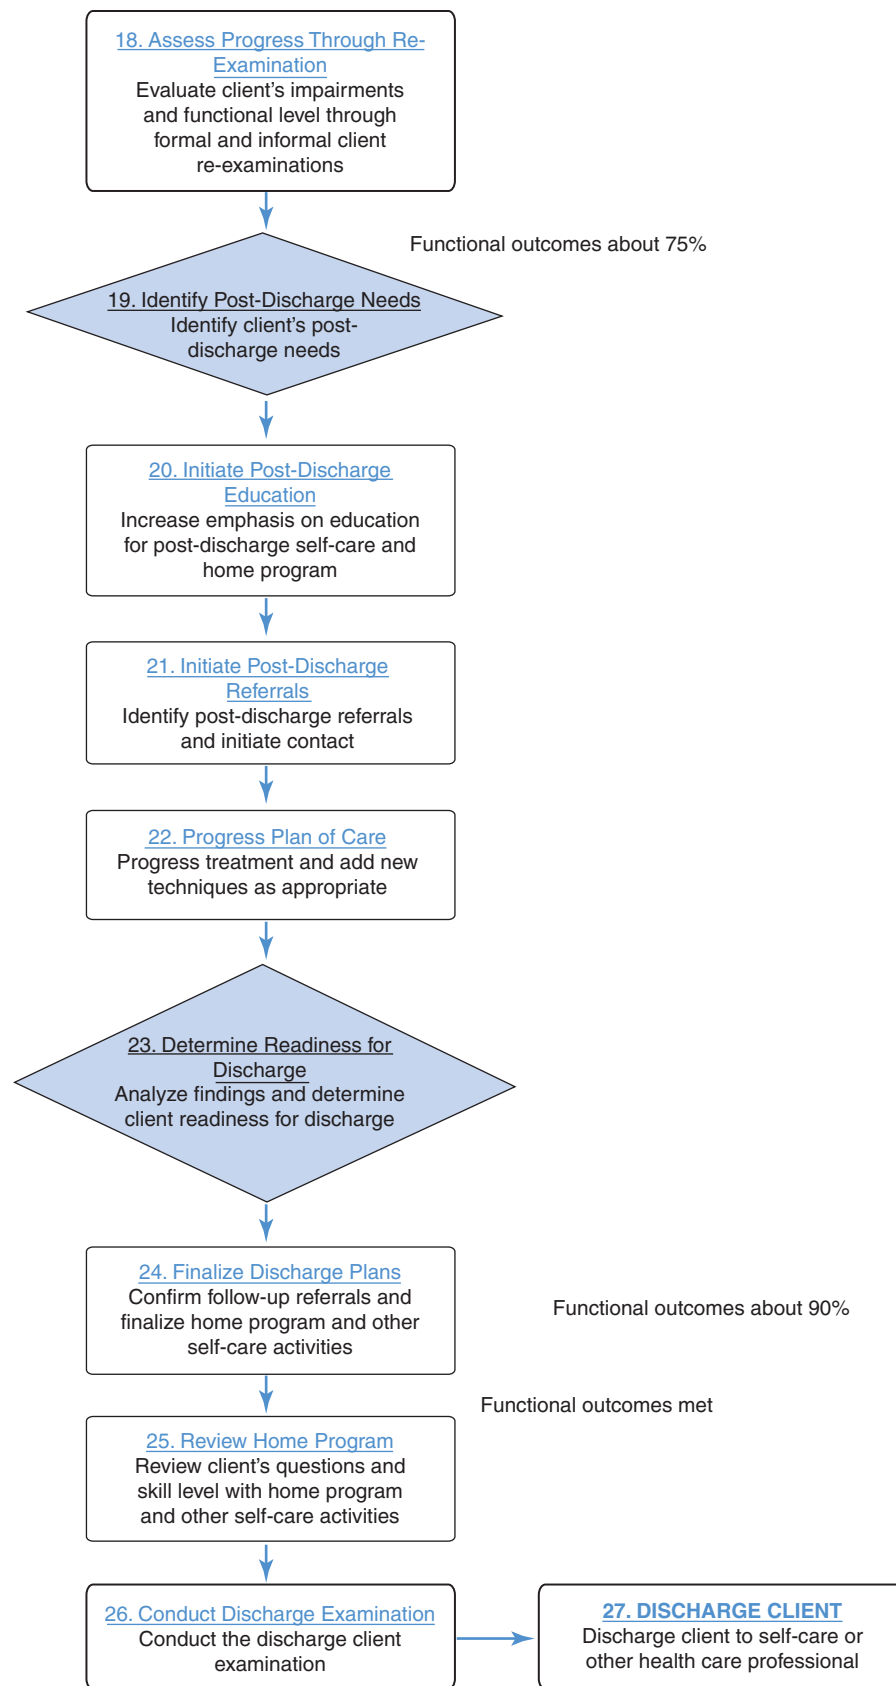 18. Assess Progress Through Re-
Examination
Evaluate client's impairments
and functional level through
formal and informal client
re-examinations
Functional outcomes about 75%
19. Identify Post-Discharge Needs
Identify client's post-
discharge needs
20. Initiate Post-Discharge
Education
Increase emphasis on education
for post-discharge self-care and
home program
21. Initiate Post-Discharge
Referrals
Identify post-discharge referrals
and initiate contact
22. Progress Plan of Care
Progress treatment and add new
techniques as appropriate
23. Determine Readiness for
Discharge
Analyze findings and determine
client readiness for discharge
24. Finalize Discharge Plans
Confirm follow-up referrals and
finalize home program and other
self-care activities
Functional outcomes about 90%
Functional outcomes met
25. Review Home Program
Review client's questions and
skill level with home program
and other self-care activities
26. Conduct Discharge Examination
Conduct the discharge client
examination
27. DISCHARGE CLIENT
Discharge client to self-care or
other health care professional